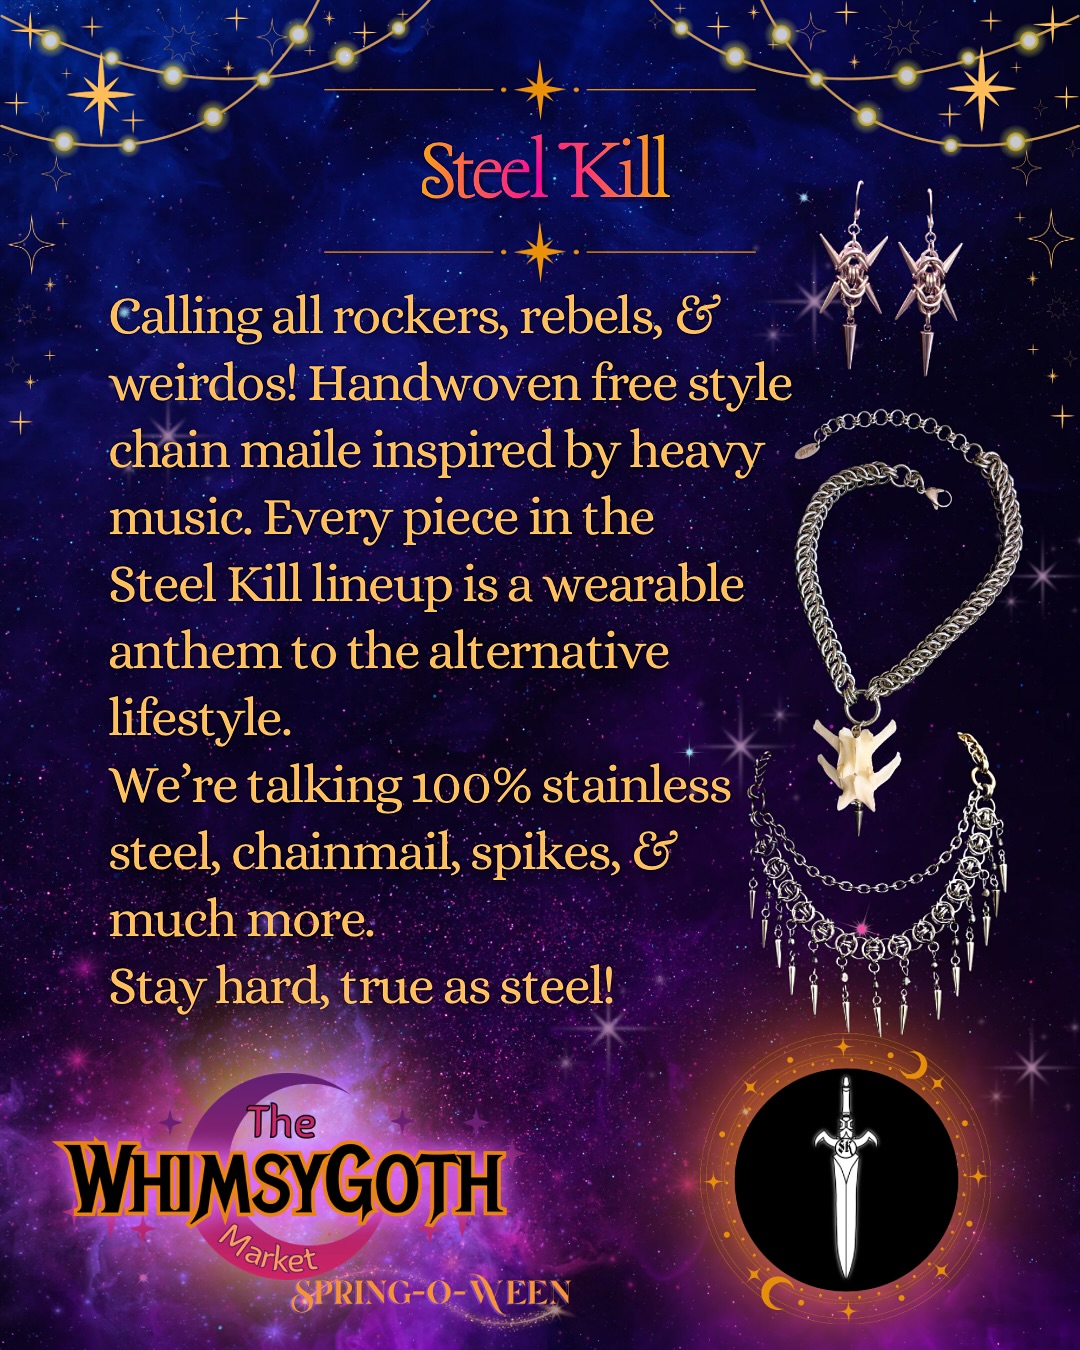 Steel Kill
Calling all rockers, rebels, &
weirdos! Handwoven free style
chain maile inspired by heavy
music. Every piece in the
Steel Kill lineup is a wearable
anthem to the alternative
lifestyle.
We're talking 100% stainless
steel, chainmail, spikes, &
much more.
Stay hard, true as steel!
The
WHIMSYGOTH
Market
SPRING-O-WEEN
SK